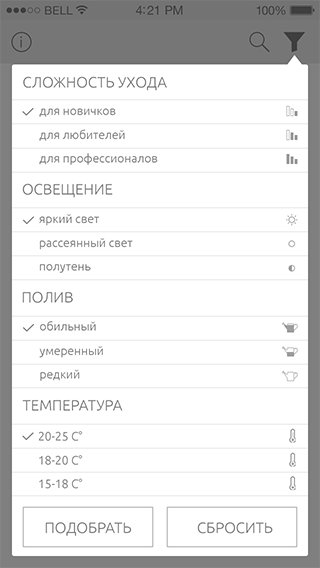 BELL 4:21 PM 100%
СЛОЖНОСТЬ УХОДА
для новичков
для любителей
для профессионалов
ОСВЕЩЕНИЕ
яркий свет
рассеянный свет
полутень
ПОЛИВ
обильный
умеренный
редкий
ТЕМПЕРАТУРА
20-25 C°
18-20 C°
15-18 C°
ПОДОБРАТЬ СБРОСИТЬ